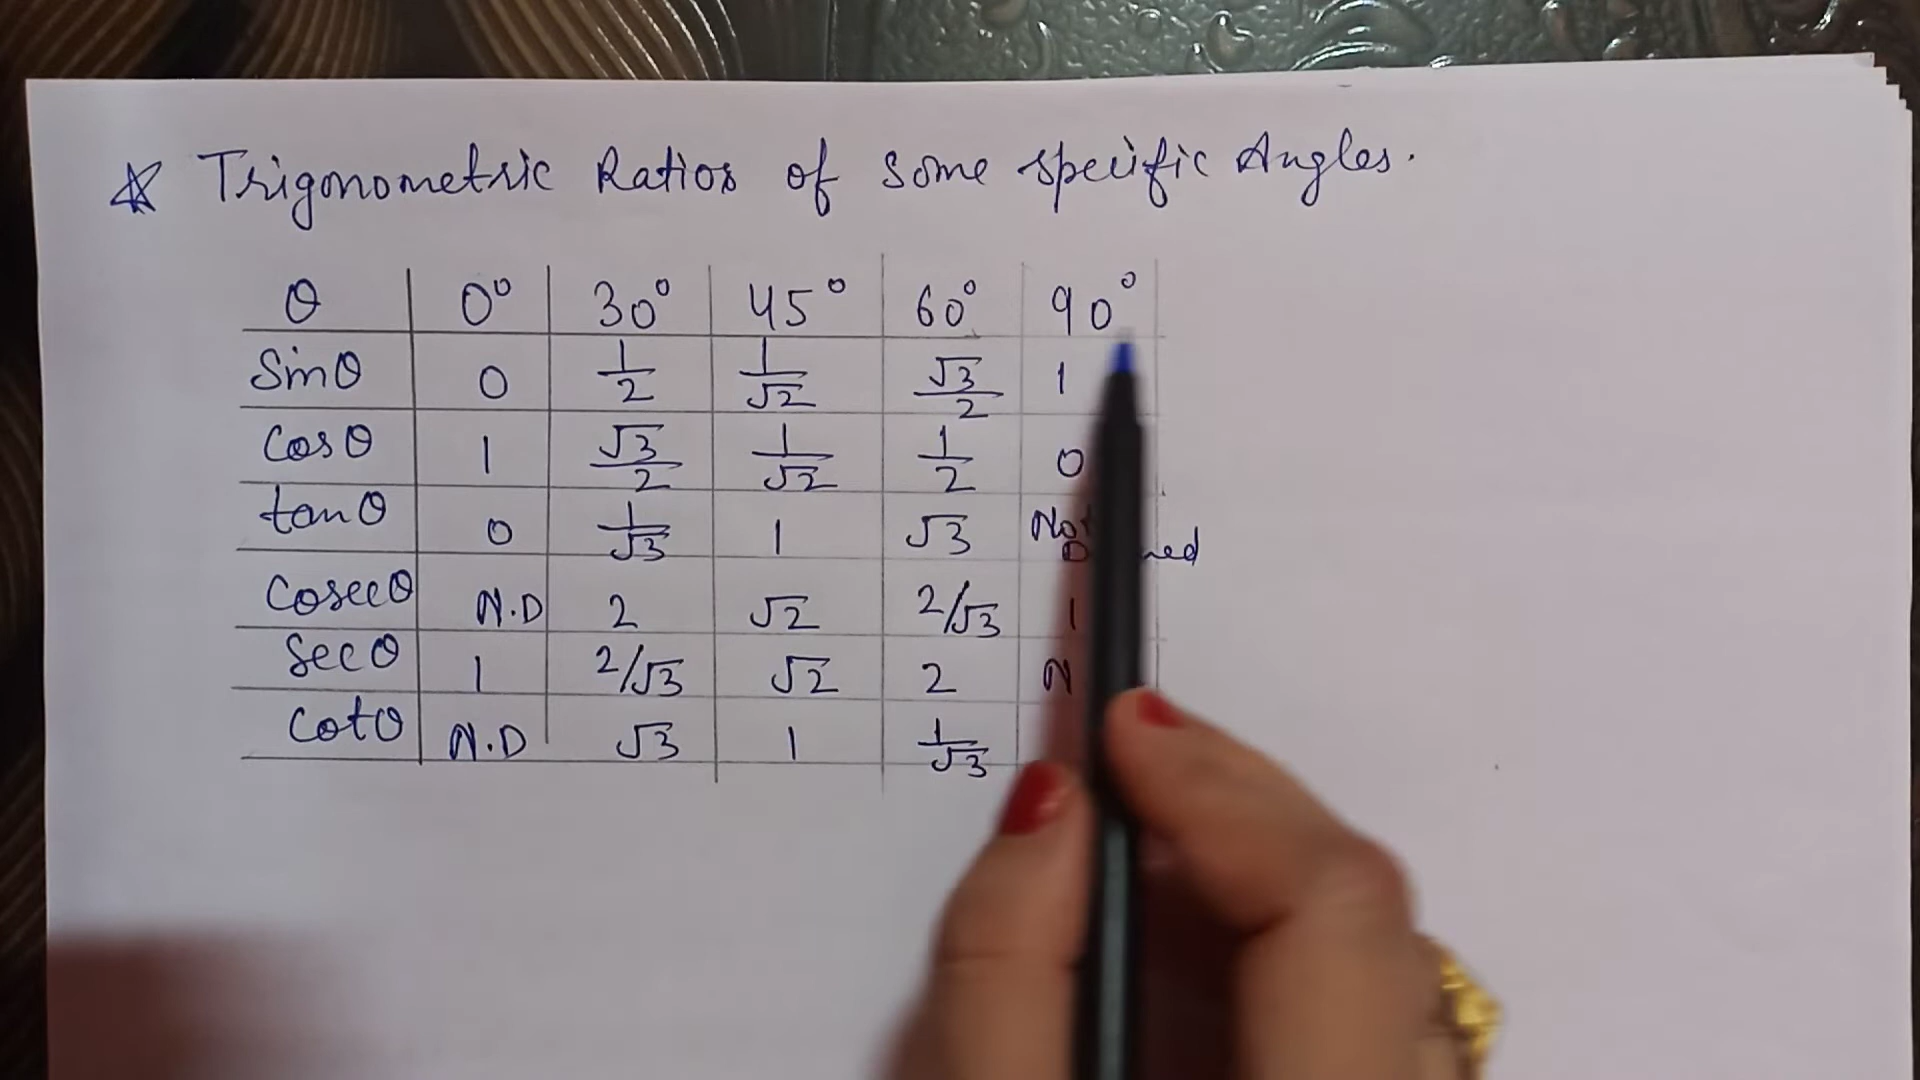 ☆ Trigonometric Ratios of Some specific Angles.
θ 0° 30° 45° 60° 90°
Sinθ 0 1/2 1/√2 √3/2 1
Cosθ 1 √3/2 1/√2 1/2 0
tanθ 0 1/√3 1 √3 Not
Cosecθ N.D 2 √2 2/√3 1
Secθ 1 2/√3 √2 2 N
Cotθ N.D √3 1 1/√3